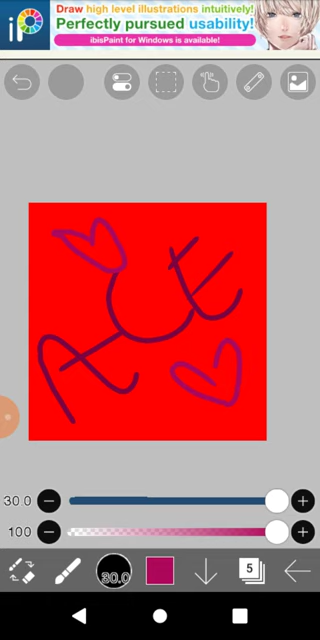 Draw high level illustrations intuitively!
Perfectly pursued usability!
ibisPaint for Windows is available!
ACE
30.0
100
30.0
5